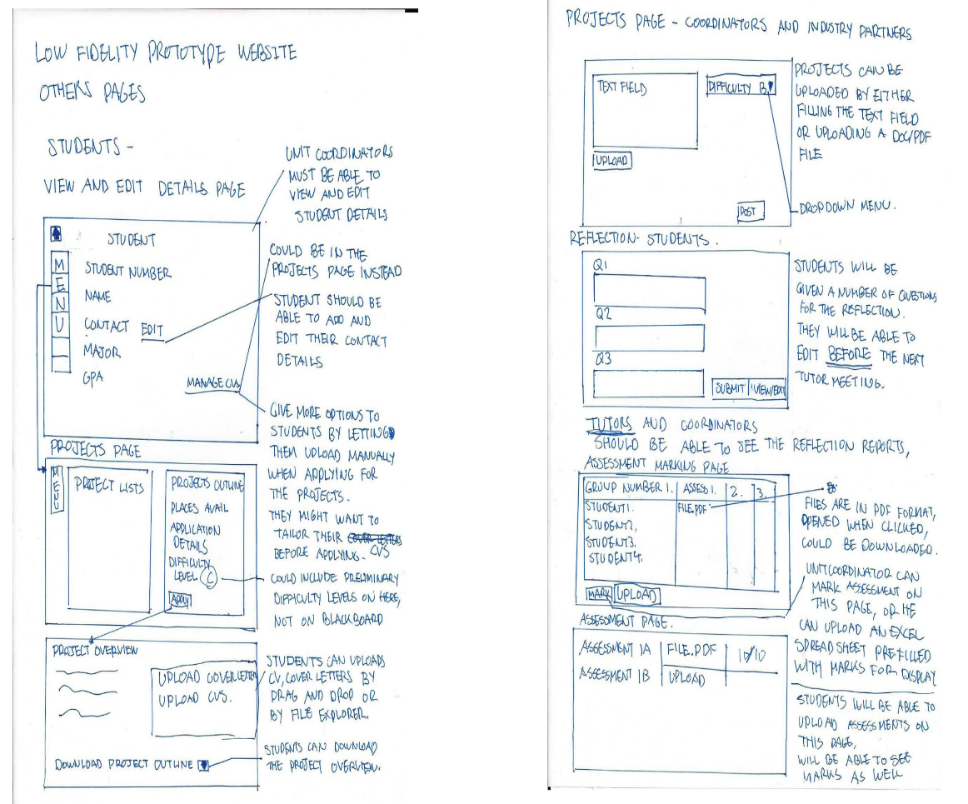 LOW FIDELITY PROTOTYPE WEBSITE
OTHERS PAGES
STUDENTS -
VIEW AND EDIT DETAILS PAGE
UNIT COORDINATORS
MUST BE ABLE TO
VIEW AND EDIT
STUDENT DETAILS
STUDENT
MENU
STUDENT NUMBER
NAME
CONTACT EDIT
MAJOR
GPA
MANAGE CVS
COULD BE IN THE
PROJECTS PAGE INSTEAD
STUDENT SHOULD BE
ABLE TO ADD AND
EDIT THEIR CONTACT
DETAILS
GIVE MORE OPTIONS TO
STUDENTS BY LETTING
THEM UPLOAD MANUALLY
WHEN APPLYING FOR
THE PROJECTS.
THEY MIGHT WANT TO
TAILOR THEIR COVER LETTERS
BEFORE APPLYING. CVS
PROJECTS PAGE
MENU
PROJECT LISTS
PROJECTS OUTLINE
PLACES AVAIL
APPLICATION
DETAILS
DIFFICULTY
LEVEL C
APPLY
COULD INCLUDE PRELIMINARY
DIFFICULTY LEVELS ON HERE,
NOT ON BLACKBOARD
PROJECT OVERVIEW
UPLOAD COVERLETTER
UPLOAD CVS.
DOWNLOAD PROJECT OUTLINE
STUDENTS CAN UPLOADS
CV, COVER LETTERS BY
DRAG AND DROP OR
BY FILE EXPLORER
STUDENTS CAN DOWNLOAD
THE PROJECT OVERVIEW.
PROJECTS PAGE - COORDINATORS AND INDUSTRY PARTNERS
TEXT FIELD
DIFFICULTY B
UPLOAD
POST
PROJECTS CAN BE
UPLOADED BY EITHER
FILLING THE TEXT FIELD
OR UPLOADING A DOC/PDF
FILE
DROPDOWN MENU.
REFLECTION - STUDENTS.
Q1
Q2
Q3
SUBMIT VIEW/EDIT
STUDENTS WILL BE
GIVEN A NUMBER OF QUESTIONS
FOR THE REFLECTION.
THEY WILL BE ABLE TO
EDIT BEFORE THE NEXT
TUTOR MEETING.
TUTORS AND COORDINATORS
SHOULD BE ABLE TO SEE THE REFLECTION REPORTS,
ASSESSMENT MARKING PAGE
GROUP NUMBER 1. ASSESS 1. 2. 3.
STUDENT1. FILE.PDF
STUDENT2,
STUDENT3.
STUDENT4.
MARK UPLOAD
FILES ARE IN PDF FORMAT,
OPENED WHEN CLICKED,
COULD BE DOWNLOADED.
UNIT COORDINATOR CAN
MARK ASSESSMENT ON
THIS PAGE, OR HE
CAN UPLOAD AN EXCEL
SPREADSHEET PREFILLED
WITH MARKS FOR DISPLAY
ASSESSMENT PAGE.
ASSESSMENT 1A FILE.PDF 10/10
ASSESSMENT 1B UPLOAD
STUDENTS WILL BE ABLE TO
UPLOAD ASSESSMENTS ON
THIS PAGE,
WILL BE ABLE TO SEE
MARKS AS WELL